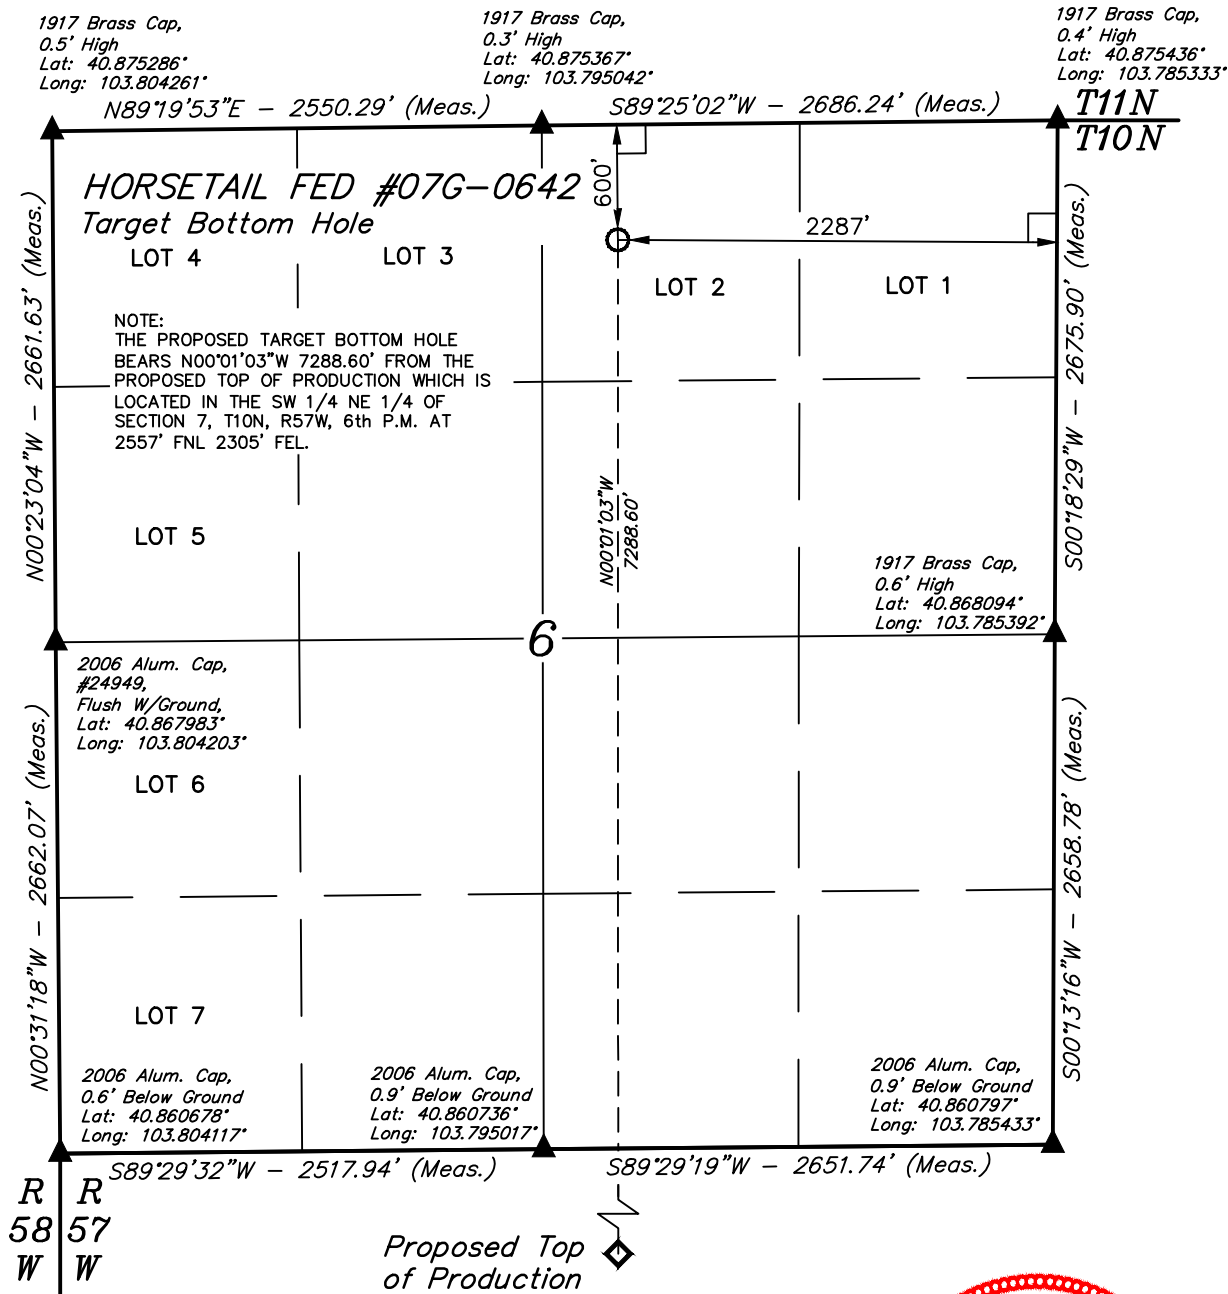 1917 Brass Cap,
0.5' High
Lat: 40.875286°
Long: 103.804261°
1917 Brass Cap,
0.3' High
Lat: 40.875367°
Long: 103.795042°
1917 Brass Cap,
0.4' High
Lat: 40.875436°
Long: 103.785333°
N89°19'53"E - 2550.29' (Meas.)
S89°25'02"W - 2686.24' (Meas.)
T11N
T10N
HORSETAIL FED #07G-0642
Target Bottom Hole
600'
2287'
LOT 4
LOT 3
LOT 2
LOT 1
NOTE:
THE PROPOSED TARGET BOTTOM HOLE
BEARS N00°01'03"W 7288.60' FROM THE
PROPOSED TOP OF PRODUCTION WHICH IS
LOCATED IN THE SW 1/4 NE 1/4 OF
SECTION 7, T10N, R57W, 6th P.M. AT
2557' FNL 2305' FEL.
N00°23'04"W - 2661.63' (Meas.)
S00°18'29"W - 2675.90' (Meas.)
N00°01'03"W
7288.60'
LOT 5
1917 Brass Cap,
0.6' High
Lat: 40.868094°
Long: 103.785392°
6
2006 Alum. Cap,
#24949,
Flush W/Ground,
Lat: 40.867983°
Long: 103.804203°
LOT 6
N00°31'18"W - 2662.07' (Meas.)
S00°13'16"W - 2658.78' (Meas.)
LOT 7
2006 Alum. Cap,
0.6' Below Ground
Lat: 40.860678°
Long: 103.804117°
2006 Alum. Cap,
0.9' Below Ground
Lat: 40.860736°
Long: 103.795017°
2006 Alum. Cap,
0.9' Below Ground
Lat: 40.860797°
Long: 103.785433°
S89°29'32"W - 2517.94' (Meas.)
S89°29'19"W - 2651.74' (Meas.)
R R
58 57
W W
Proposed Top
of Production